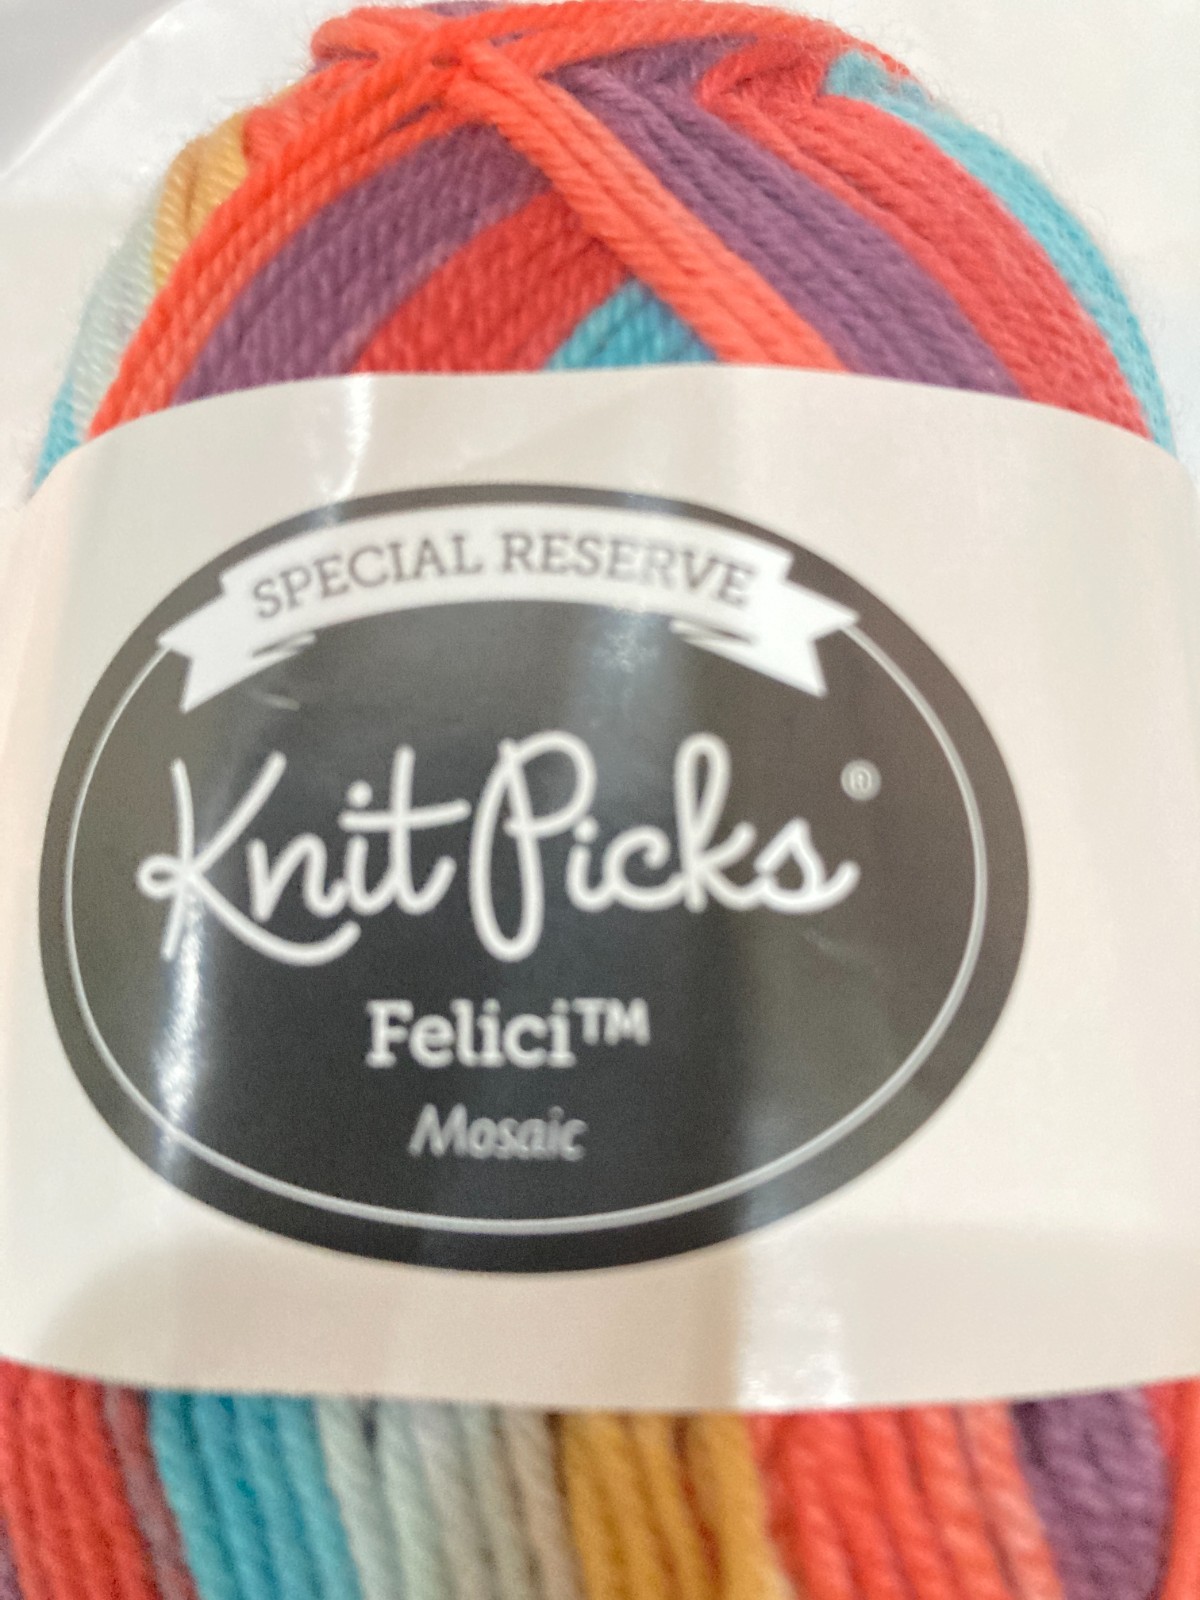 SPECIAL RESERVE
Knit Picks®
Felici™
Mosaic